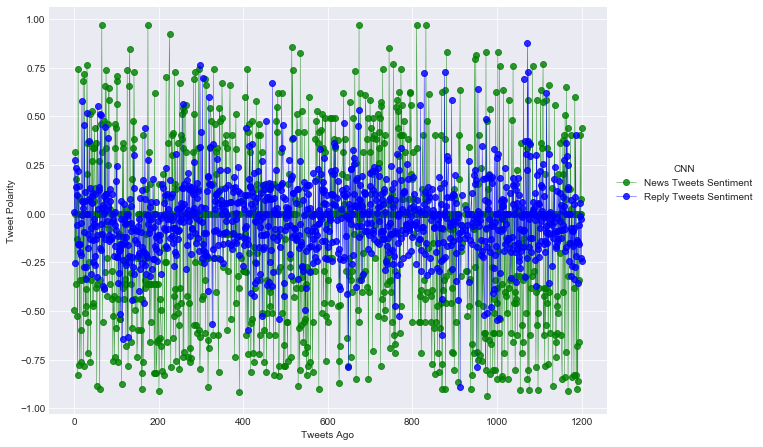 1.00
0.75
0.50
0.25
0.00
−0.25
−0.50
−0.75
−1.00
Tweet Polarity
0 200 400 600 800 1000 1200
Tweets Ago
CNN
News Tweets Sentiment
Reply Tweets Sentiment